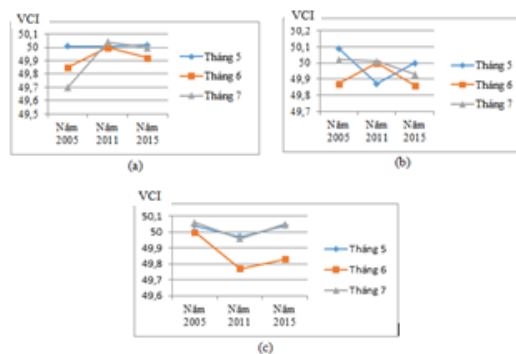 VCI
50,1
50
49,9
49,8
49,7
49,6
49,5
Năm 2005
Năm 2011
Năm 2015
Tháng 5
Tháng 6
Tháng 7
(a)
VCI
50,2
50,1
50
49,9
49,8
49,7
Năm 2005
Năm 2011
Năm 2015
Tháng 5
Tháng 6
Tháng 7
(b)
VCI
50,1
50
49,9
49,8
49,7
49,6
Năm 2005
Năm 2011
Năm 2015
Tháng 5
Tháng 6
Tháng 7
(c)